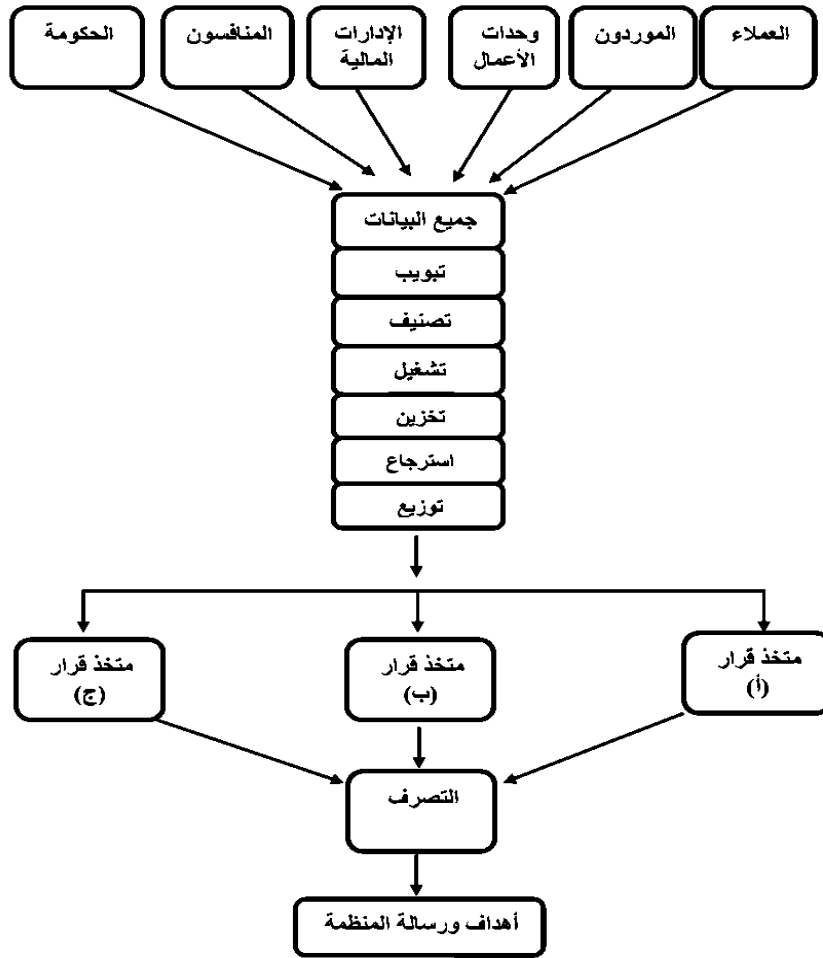 العملاء
الموردون
وحدات
الأعمال
الإدارات
المالية
المنافسون
الحكومة
جميع البيانات
تبويب
تصنيف
تشغيل
تخزين
استرجاع
توزيع
متخذ قرار
(أ)
متخذ قرار
(ب)
متخذ قرار
(ج)
التصرف
أهداف ورسالة المنظمة